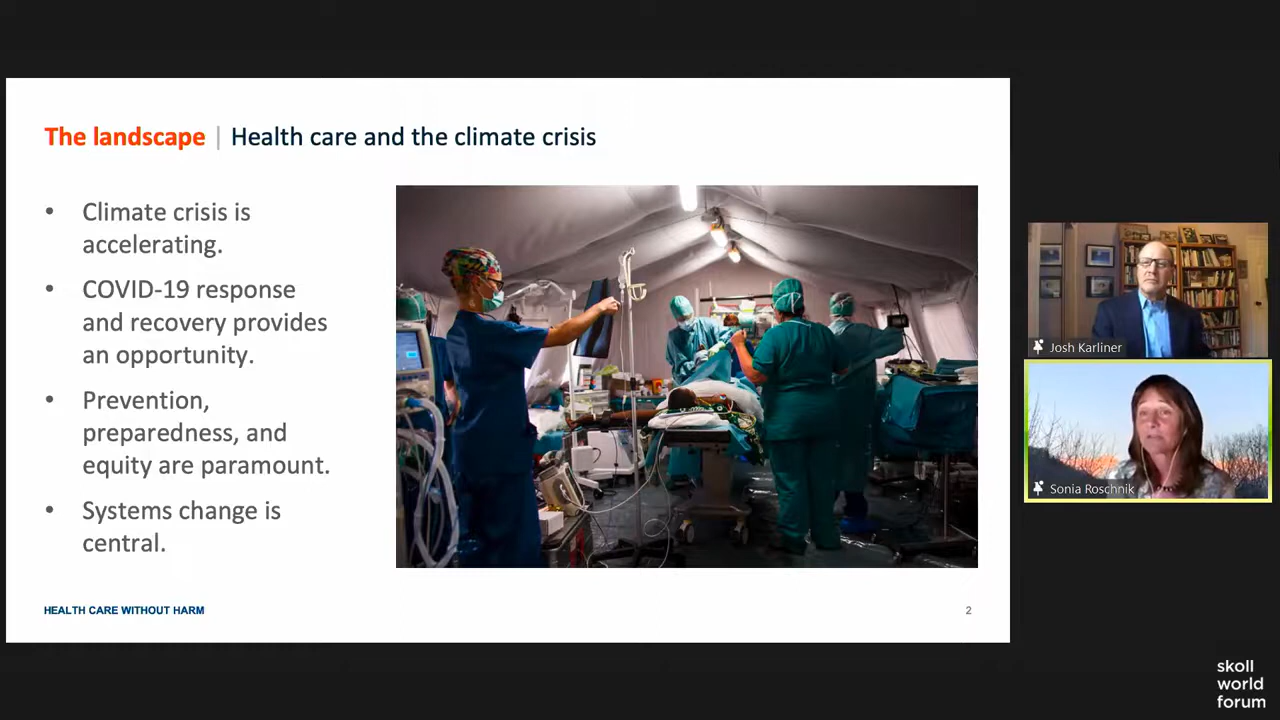 The landscape | Health care and the climate crisis
• Climate crisis is
accelerating.
• COVID-19 response
and recovery provides
an opportunity.
• Prevention,
preparedness, and
equity are paramount.
• Systems change is
central.
HEALTH CARE WITHOUT HARM
2
Josh Karliner
Sonia Roschnik
skoll
world
forum